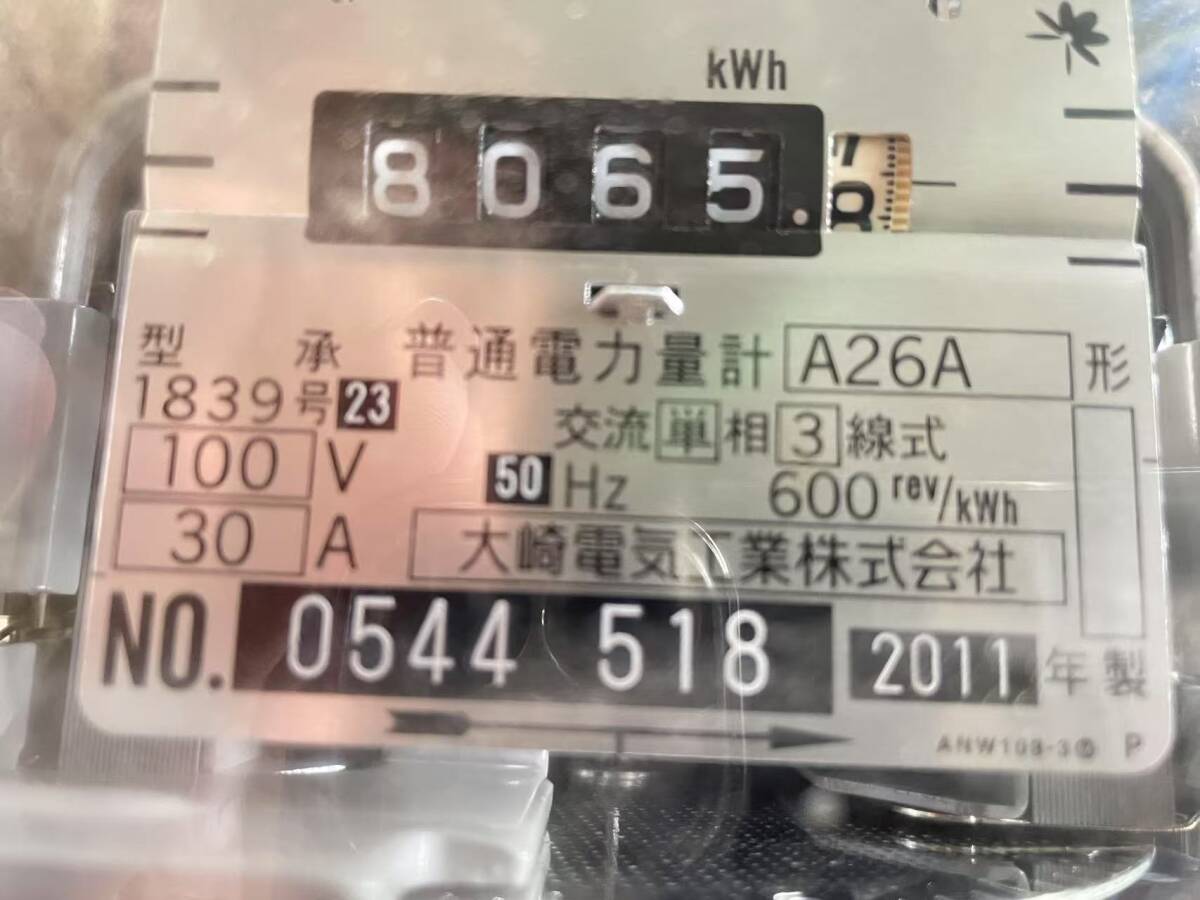 kWh
8065.
型 承 普通電力量計 A26A 形
1839号 23 交流 単 相 3 線式
100 V 50 Hz 600 rev/kWh
30 A 大崎電気工業株式会社
NO. 0544 518 2011 年製
ANW108-3 P